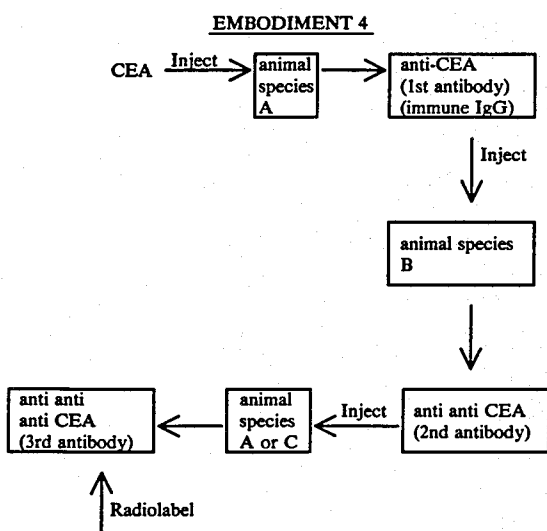 EMBODIMENT 4
CEA
Inject
animal
species
A
anti-CEA
(1st antibody)
(immune IgG)
Inject
animal species
B
anti anti CEA
(2nd antibody)
Inject
animal
species
A or C
anti anti
anti CEA
(3rd antibody)
Radiolabel